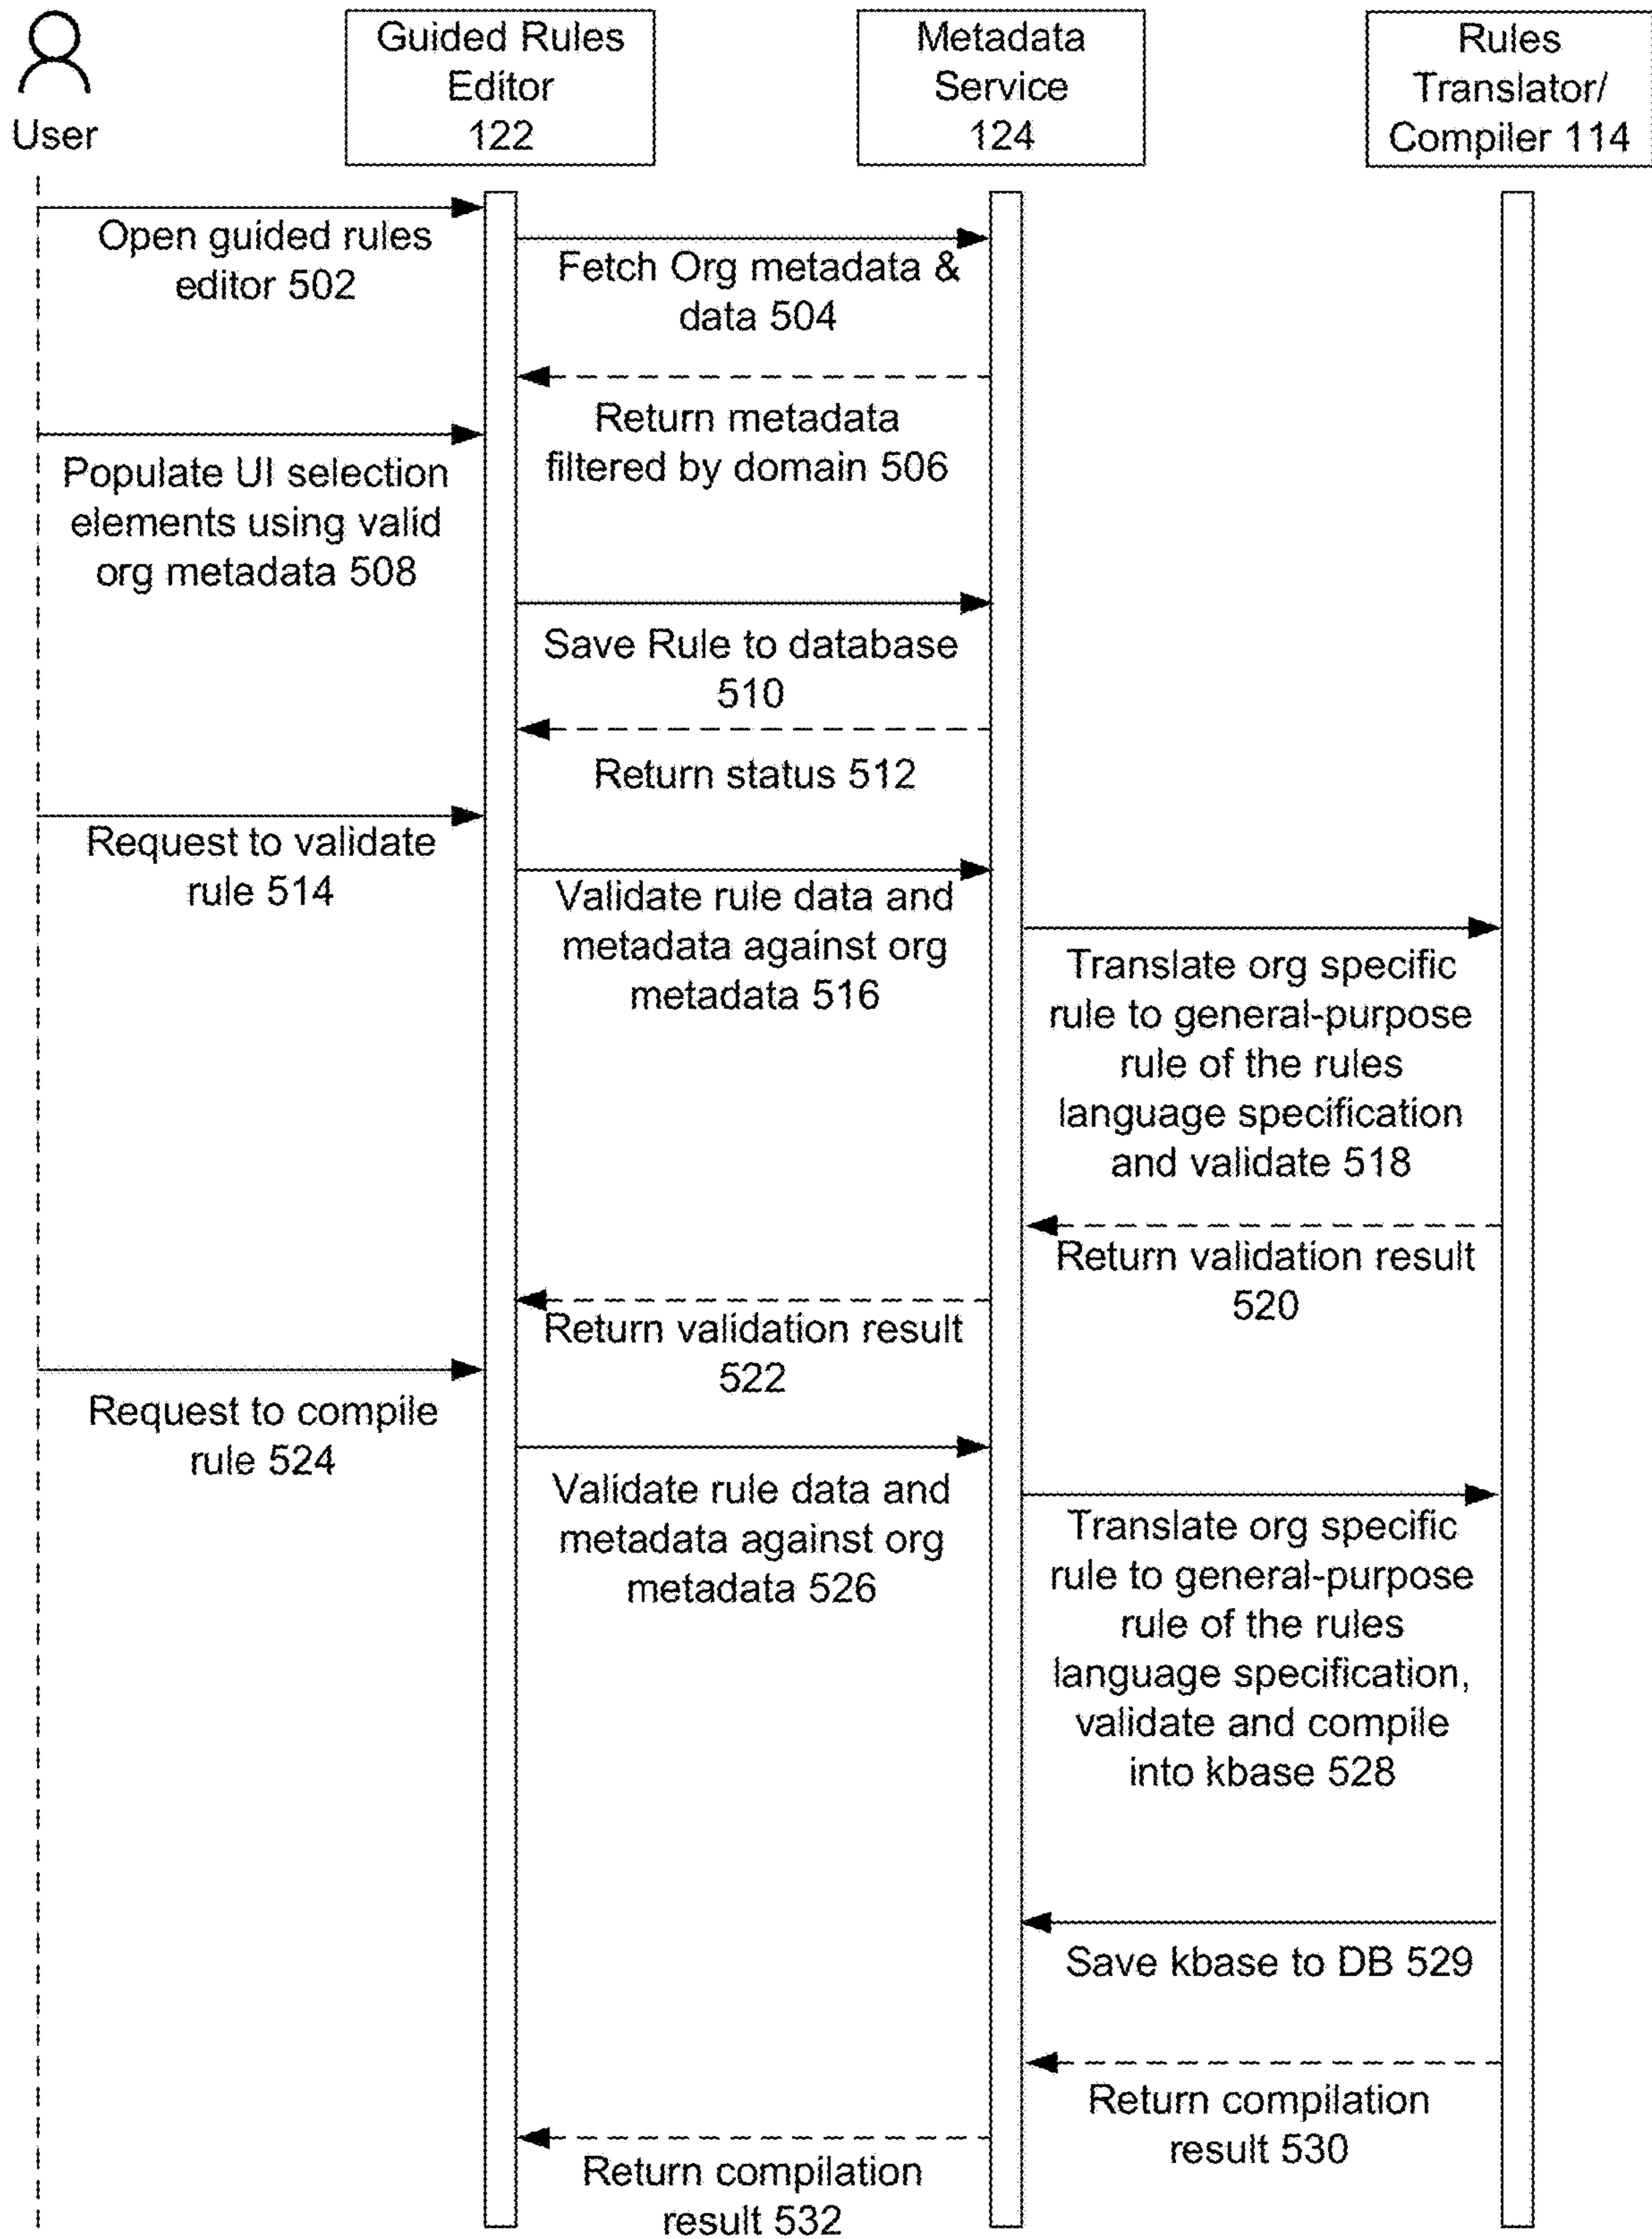 User
Guided Rules
Editor
122
Metadata
Service
124
Rules
Translator/
Compiler 114
Open guided rules
editor 502
Fetch Org metadata &
data 504
Return metadata
filtered by domain 506
Populate UI selection
elements using valid
org metadata 508
Save Rule to database
510
Return status 512
Request to validate
rule 514
Validate rule data and
metadata against org
metadata 516
Translate org specific
rule to general-purpose
rule of the rules
language specification
and validate 518
Return validation result
520
Return validation result
522
Request to compile
rule 524
Validate rule data and
metadata against org
metadata 526
Translate org specific
rule to general-purpose
rule of the rules
language specification,
validate and compile
into kbase 528
Save kbase to DB 529
Return compilation
result 530
Return compilation
result 532